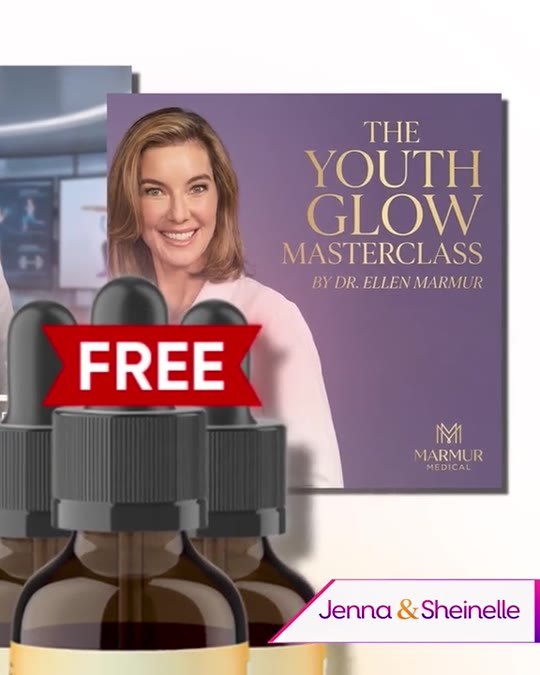 THE
YOUTH
GLOW
MASTERCLASS
BY DR. ELLEN MARMUR
FREE
MARMUR
MEDICAL
Jenna & Sheinelle